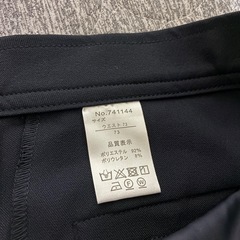 No.741144
サイズ
ウエスト 73
73
品質表示
ポリエステル 92%
ポリウレタン 8%